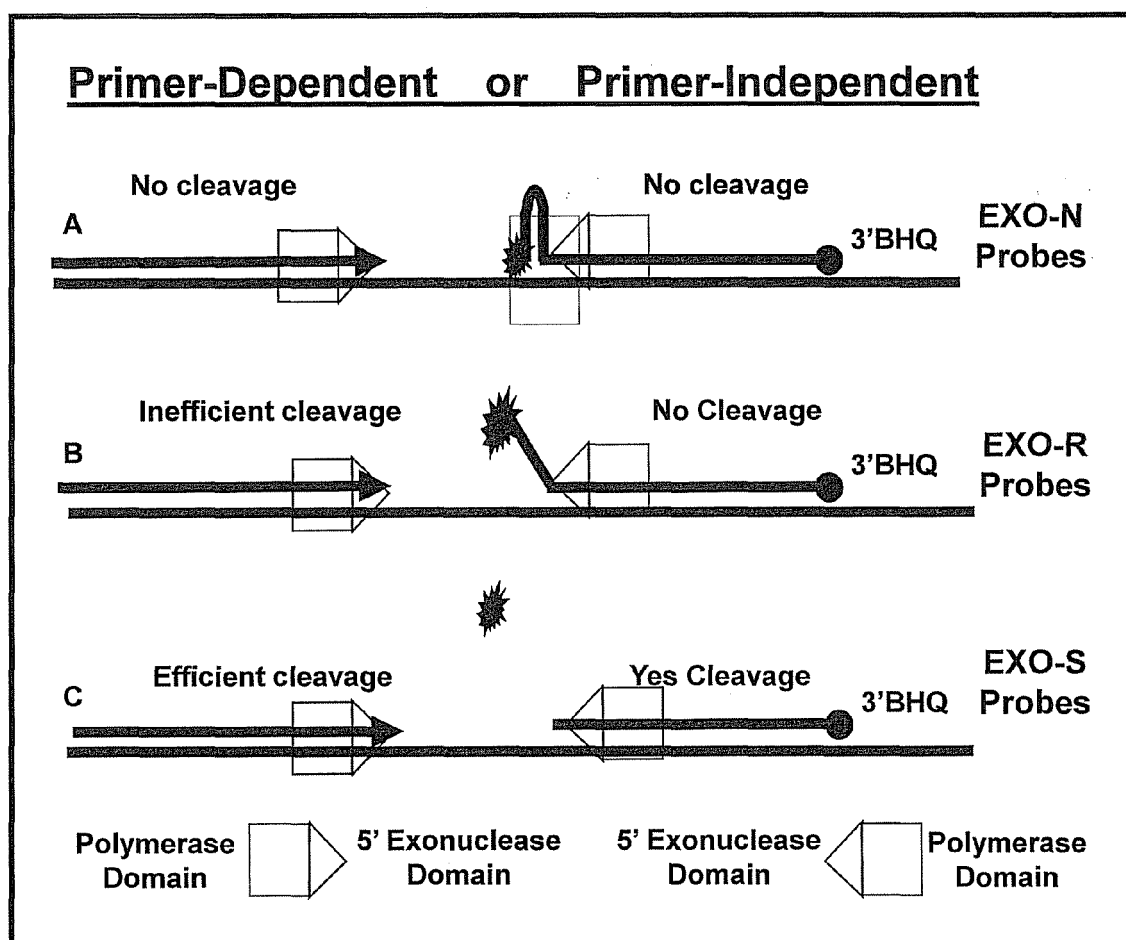 Primer-Dependent or Primer-Independent
No cleavage
No cleavage
A
3'BHQ
EXO-N
Probes
Inefficient cleavage
No Cleavage
B
3'BHQ
EXO-R
Probes
Efficient cleavage
Yes Cleavage
C
3'BHQ
EXO-S
Probes
Polymerase
Domain
5' Exonuclease
Domain
5' Exonuclease
Domain
Polymerase
Domain